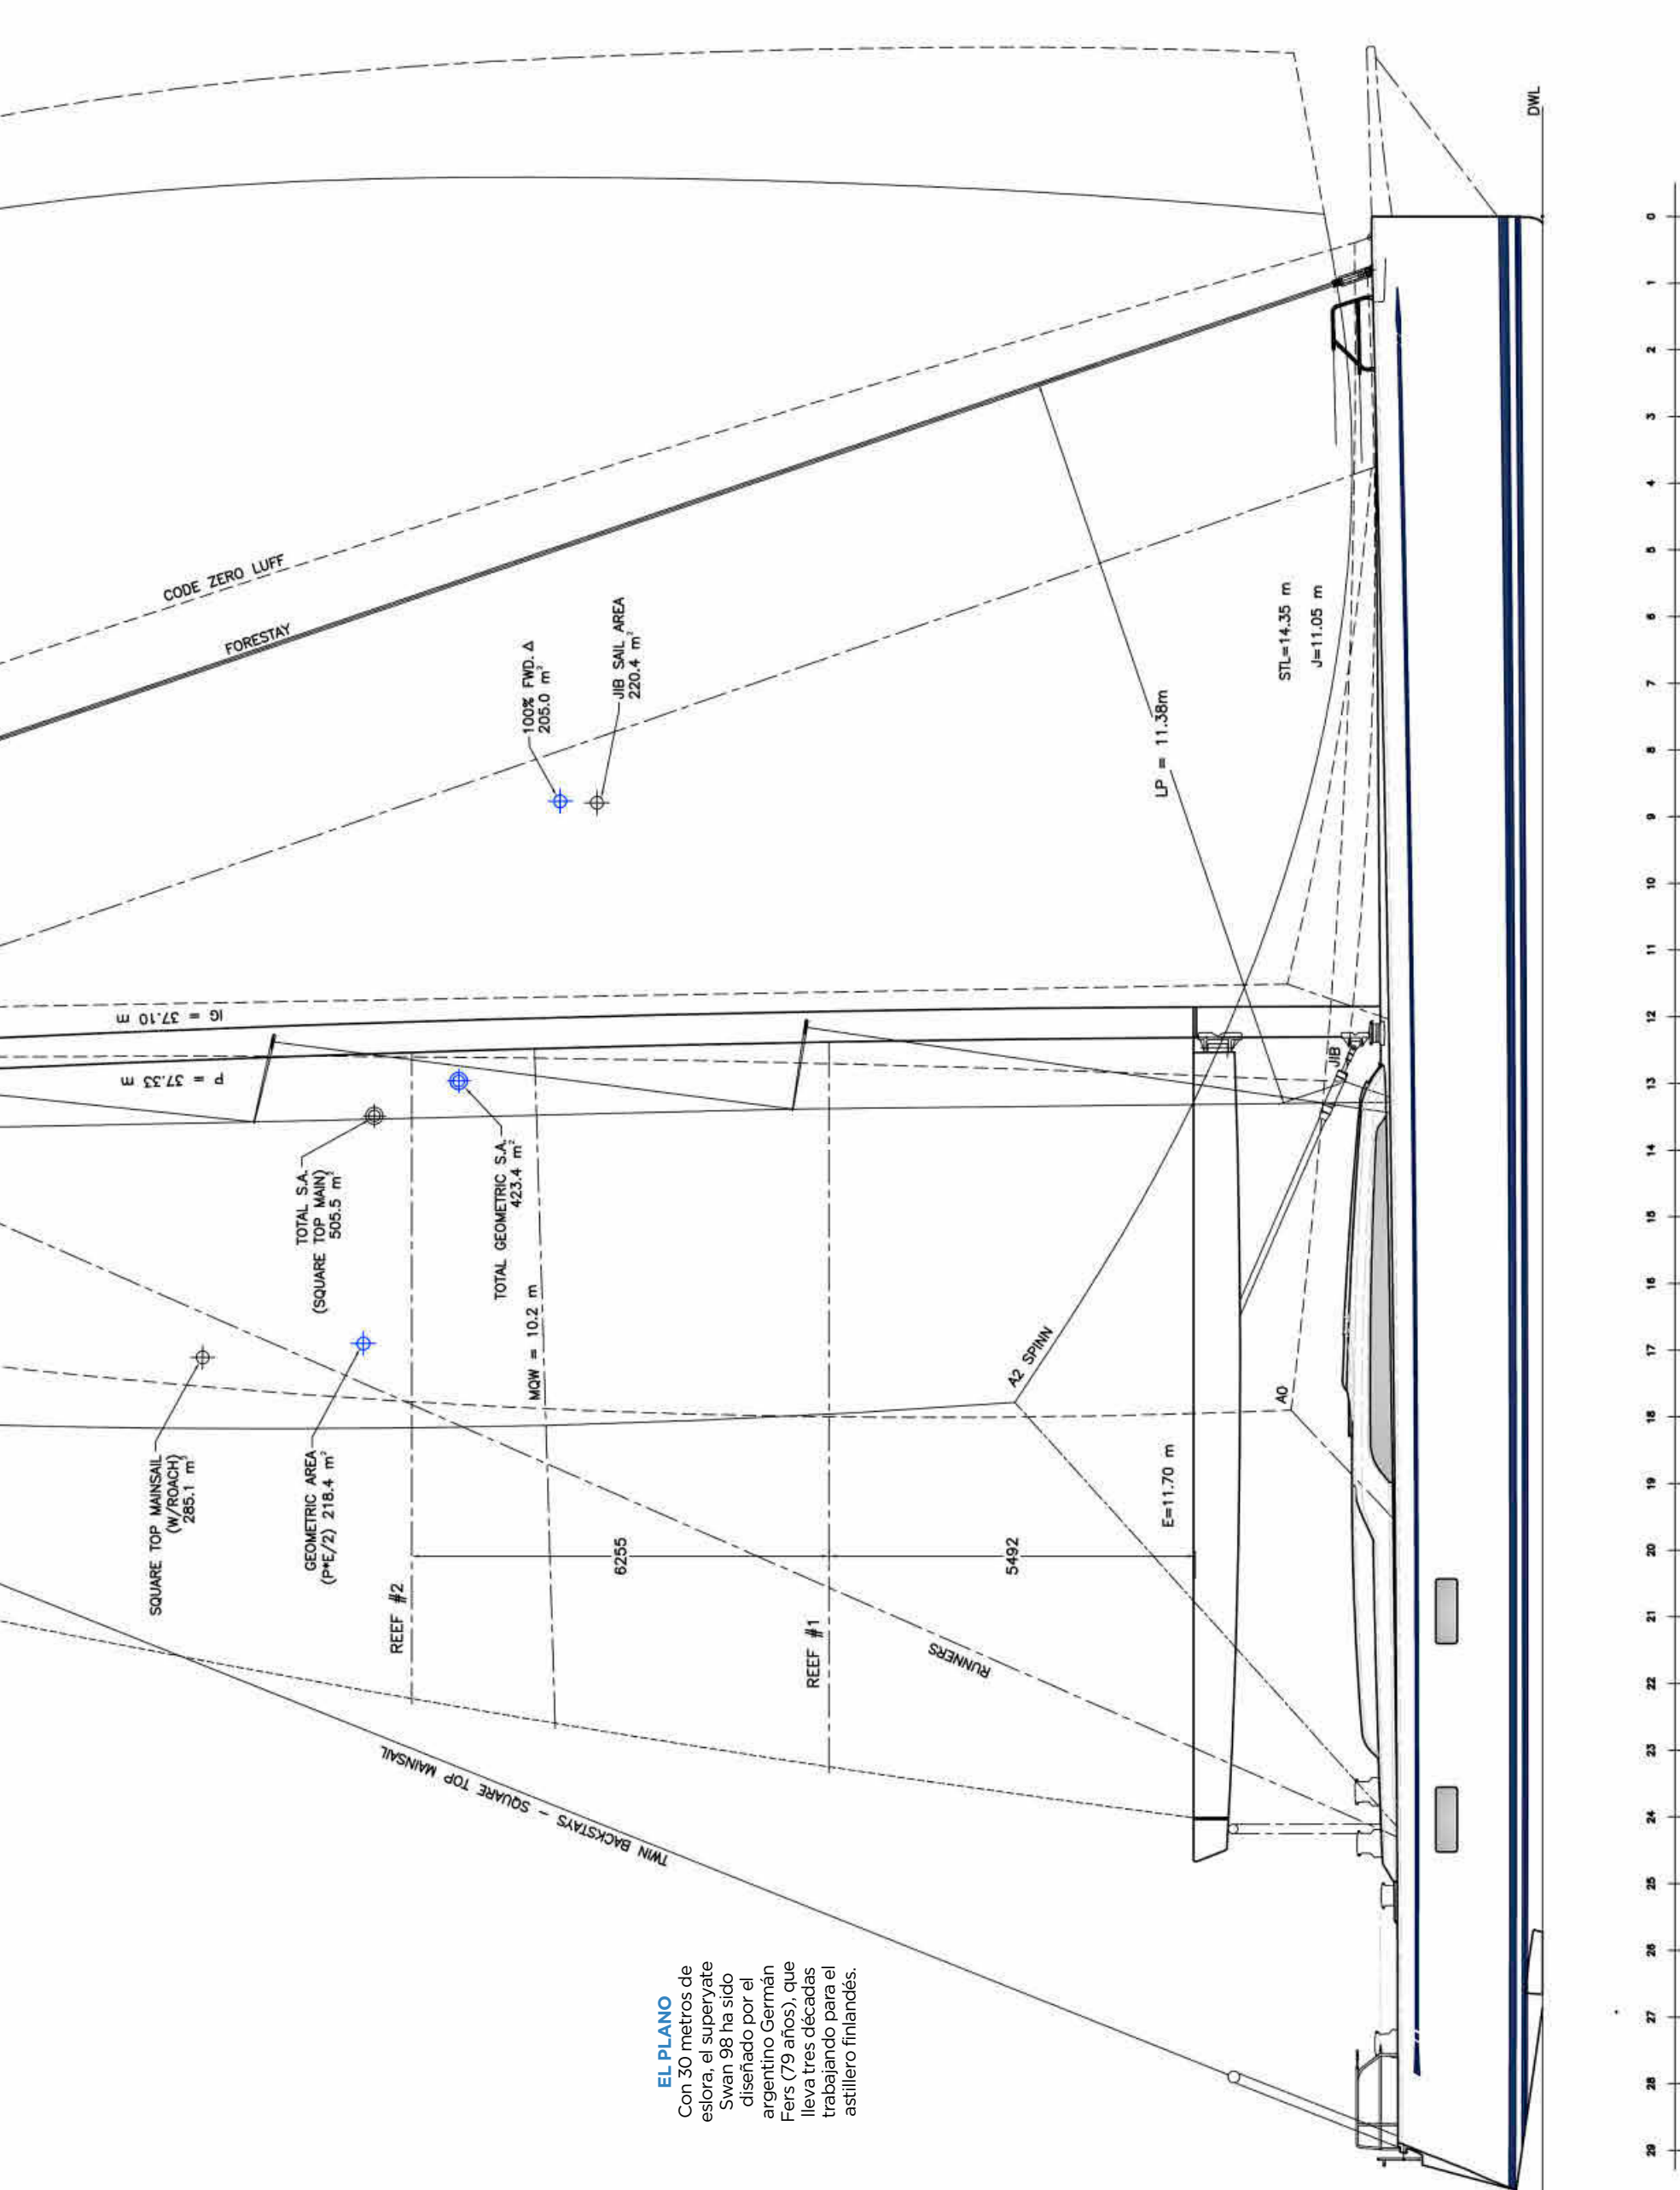 CODE ZERO LUFF
FORESTAY
100% FWD. Δ
205.0 m²
JIB SAIL AREA
220.4 m²
STL=14.35 m
J=11.05 m
LP = 11.38m
DWL
IG = 37.10 m
P = 37.33 m
TOTAL S.A.
(SQUARE TOP MAIN)
505.5 m²
TOTAL GEOMETRIC S.A.
423.4 m²
MQW = 10.2 m
JIB
A2 SPINN
A0
SQUARE TOP MAINSAIL
(W/ROACH)
285.1 m²
GEOMETRIC AREA
(P*E/2) 218.4 m²
REEF #2
6255
REEF #1
5492
E=11.70 m
RUNNERS
TWIN BACKSTAYS - SQUARE TOP MAINSAIL
EL PLANO
Con 30 metros de
eslora, el superyate
Swan 98 ha sido
diseñado por el
argentino Germán
Fers (79 años), que
lleva tres décadas
trabajando para el
astillero finlandés.
29 28 27 26 25 24 23 22 21 20 19 18 17 16 15 14 13 12 11 10 9 8 7 6 5 4 3 2 1 0